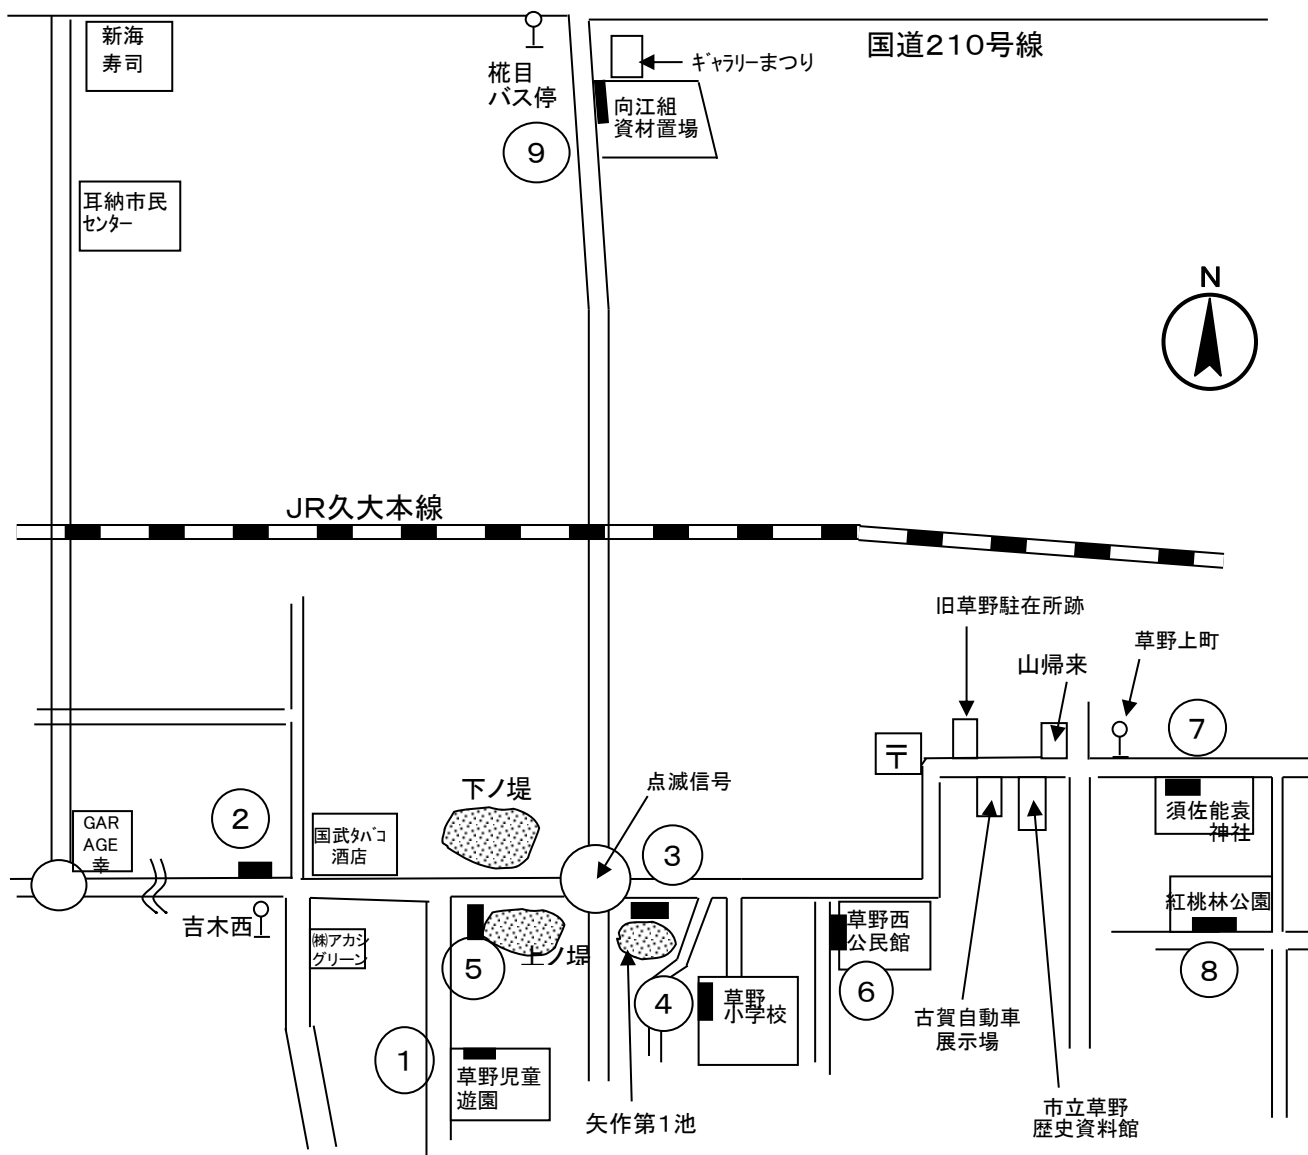 新海
寿司
椛目
バス停
ｷﾞｬﾗﾘーまつり
国道210号線
向江組
資材置場
9
耳納市民
ｾﾝﾀｰ
N
JR久大本線
旧草野駐在所跡
草野上町
山帰来
7
〒
下ノ堤
点滅信号
GAR
AGE
幸
2
国武ﾀﾊﾞｺ
酒店
3
須佐能袁
神社
紅桃林公園
吉木西
㈱アカシ
グリーン
5
上ノ堤
4
草野
小学校
草野西
公民館
6
8
古賀自動車
展示場
1
草野児童
遊園
矢作第1池
市立草野
歴史資料館